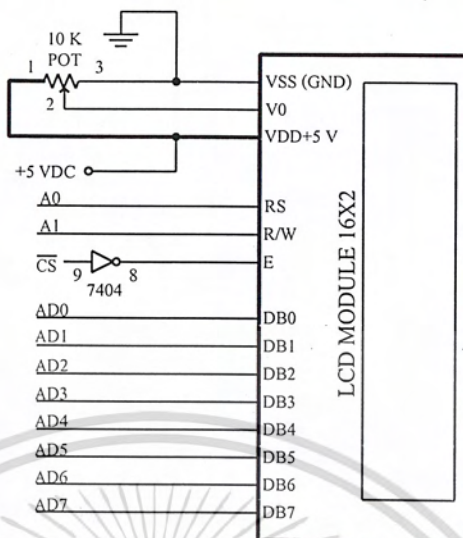 10 K
POT
1
3
2
VSS (GND)
V0
VDD+5 V
+5 VDC
A0
RS
A1
R/W
C̅S̅
9
8
E
7404
AD0
DB0
AD1
DB1
AD2
DB2
AD3
DB3
AD4
DB4
AD5
DB5
AD6
DB6
AD7
DB7
LCD MODULE 16X2